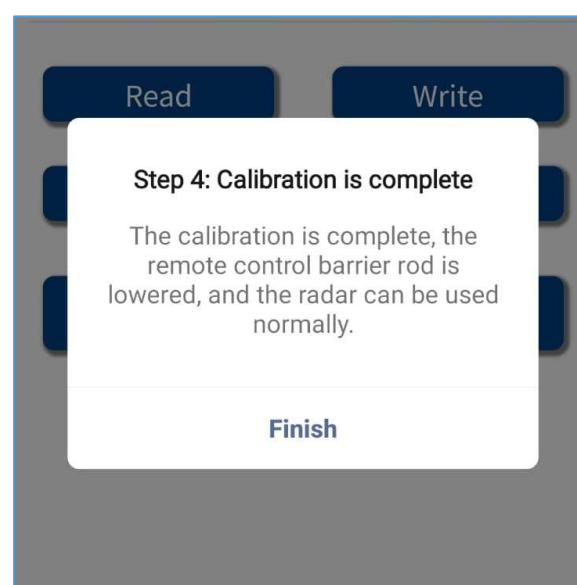 Read
Write
Step 4: Calibration is complete
The calibration is complete, the
remote control barrier rod is
lowered, and the radar can be used
normally.
Finish